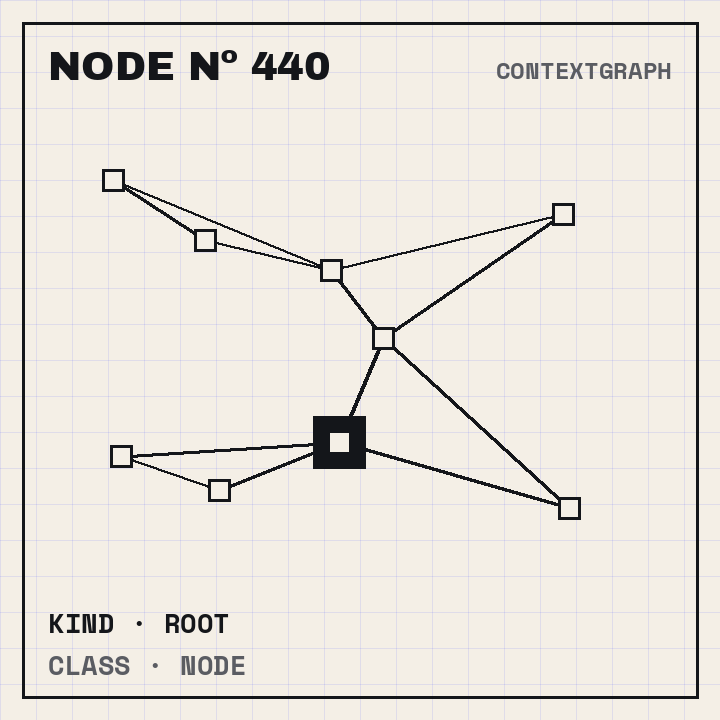 NODE Nº 440
CONTEXTGRAPH
KIND · ROOT
CLASS · NODE